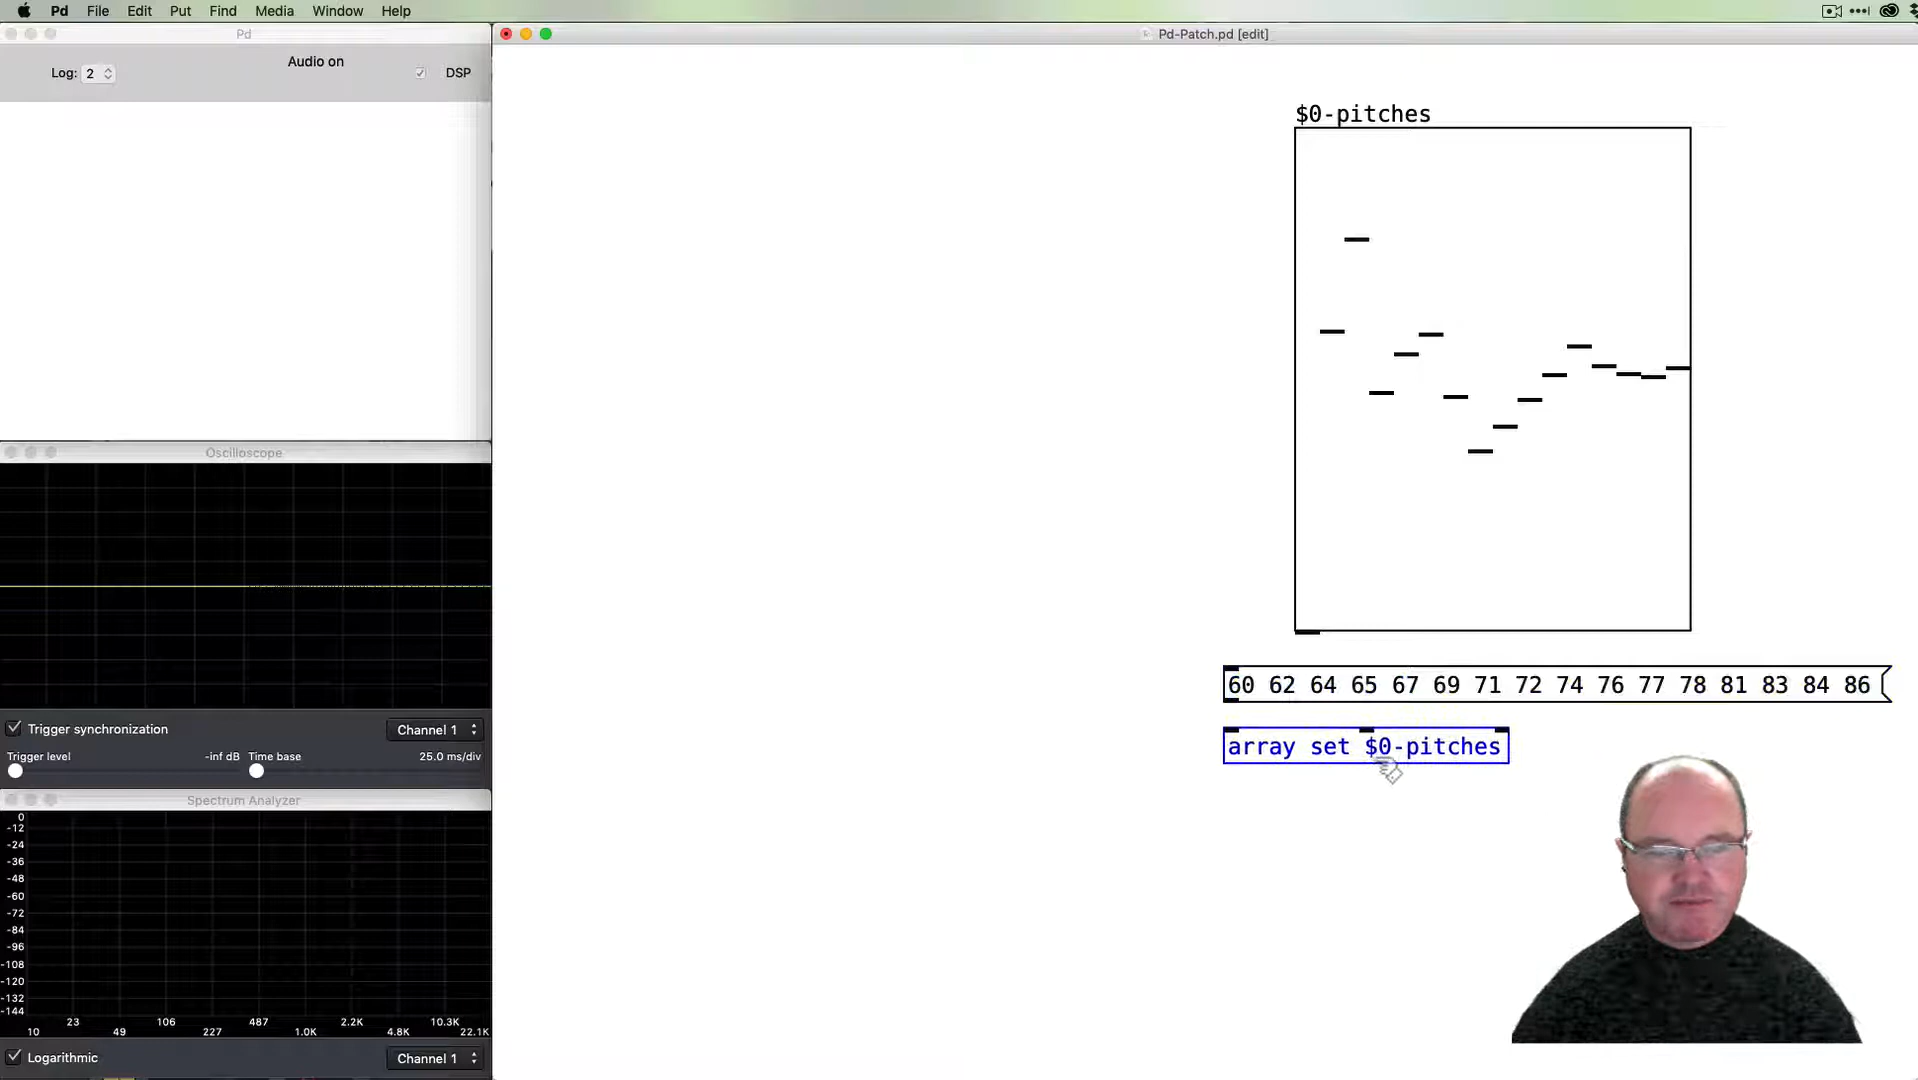 Pd File Edit Put Find Media Window Help
Pd
Pd-Patch.pd [edit]
Audio on
Log: 2
DSP
$0-pitches
60 62 64 65 67 69 71 72 74 76 77 78 81 83 84 86
array set $0-pitches
Oscilloscope
Trigger synchronization
Channel 1
Trigger level
-inf dB
Time base
25.0 ms/div
Spectrum Analyzer
0
-12
-24
-36
-48
-60
-72
-84
-96
-108
-120
-132
-144
23 106 487 2.2K 10.3K
10 49 227 1.0K 4.8K 22.1K
Logarithmic
Channel 1